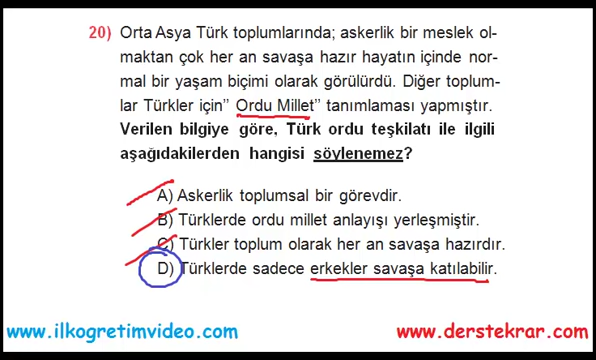 20) Orta Asya Türk toplumlarında; askerlik bir meslek ol-
maktan çok her an savaşa hazır hayatın içinde nor-
mal bir yaşam biçimi olarak görülürdü. Diğer toplum-
lar Türkler için” Ordu Millet” tanımlaması yapmıştır.
Verilen bilgiye göre, Türk ordu teşkilatı ile ilgili
aşağıdakilerden hangisi söylenemez?
A) Askerlik toplumsal bir görevdir.
B) Türklerde ordu millet anlayışı yerleşmiştir.
C) Türkler toplum olarak her an savaşa hazırdır.
D) Türklerde sadece erkekler savaşa katılabilir.
www.ilkogretimvideo.com
www.derstekrar.com